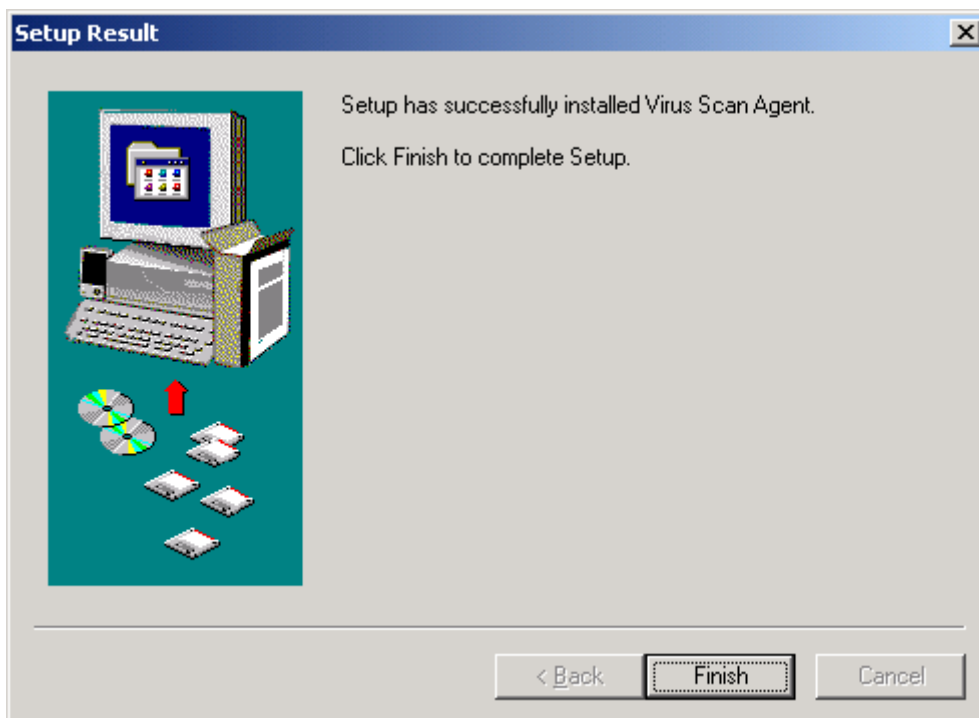 Setup Result
Setup has successfully installed Virus Scan Agent.
Click Finish to complete Setup.
< Back
Finish
Cancel